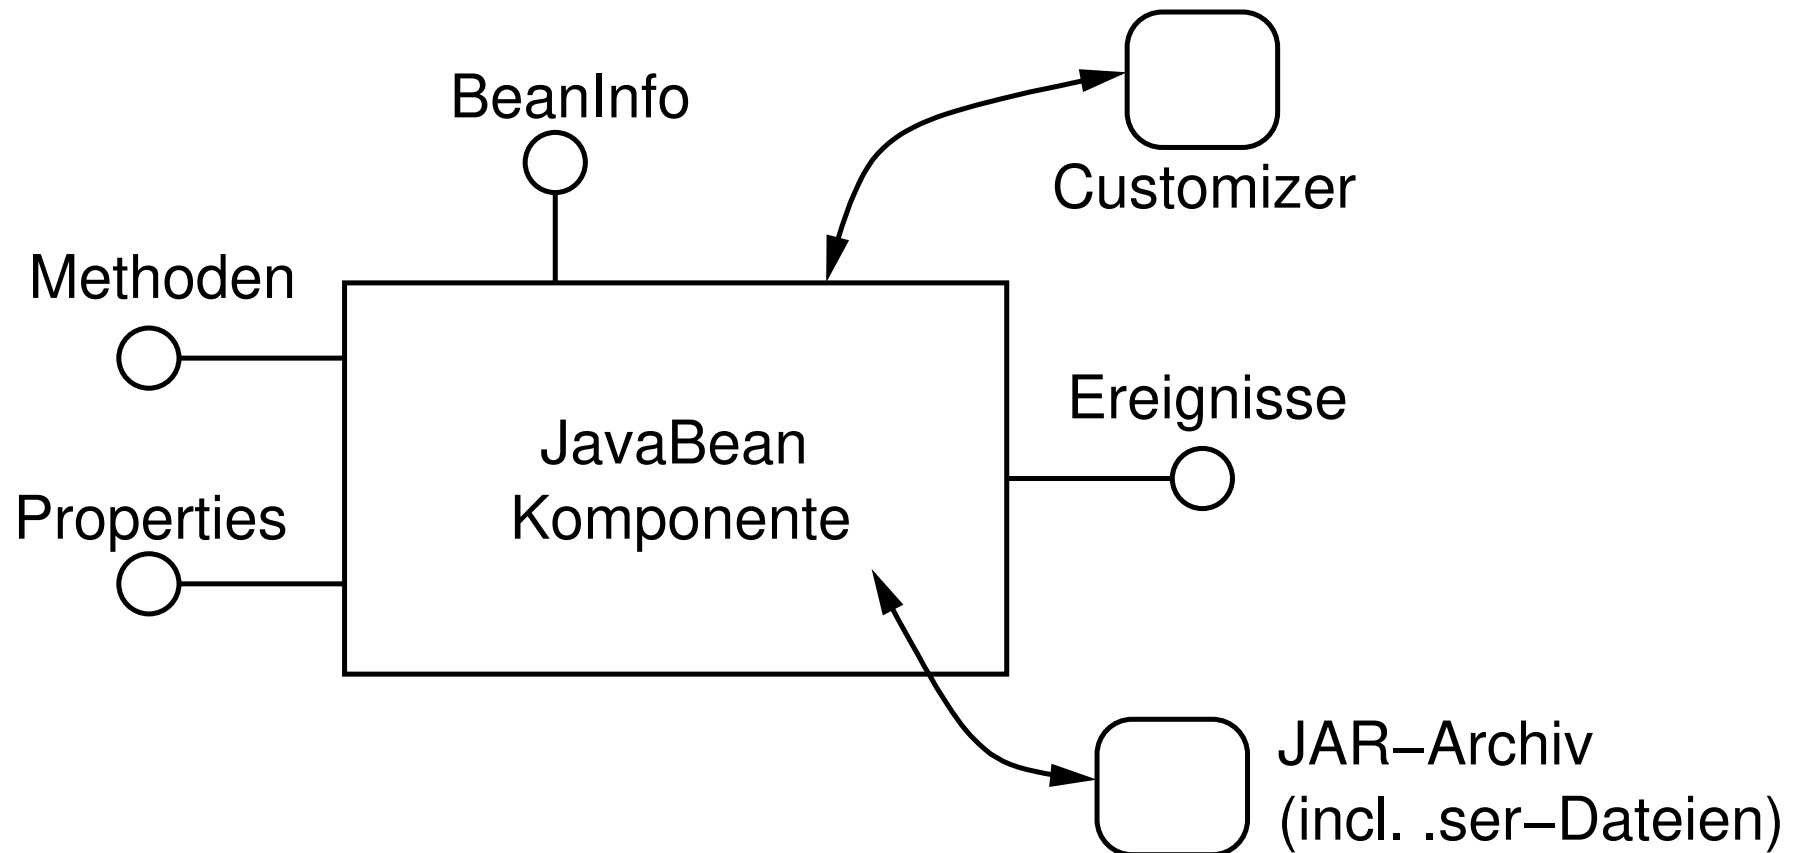 BeanInfo
Customizer
Methoden
Ereignisse
JavaBean
Komponente
Properties
JAR–Archiv
(incl. .ser–Dateien)